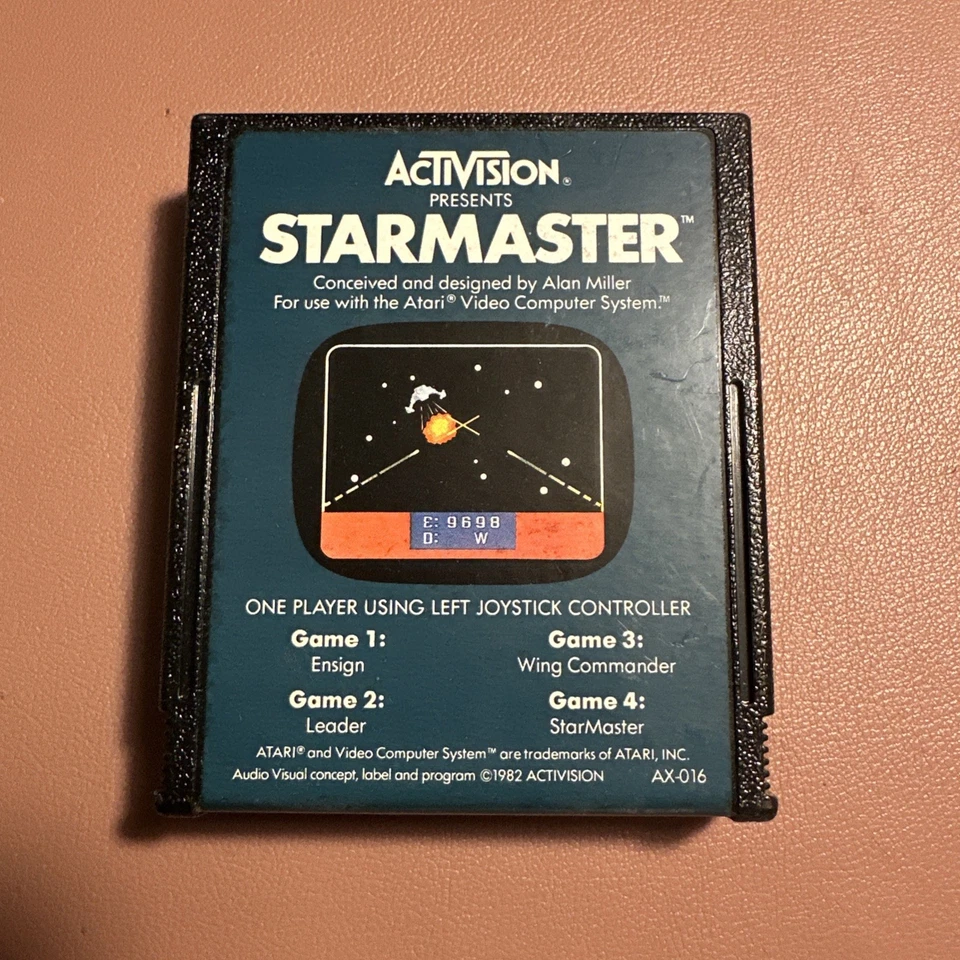 ACTIVISION®
PRESENTS
STARMASTER™
Conceived and designed by Alan Miller
For use with the Atari® Video Computer System.™
E: 9698
D: W
ONE PLAYER USING LEFT JOYSTICK CONTROLLER
Game 1: Game 3:
Ensign Wing Commander
Game 2: Game 4:
Leader StarMaster
ATARI® and Video Computer System™ are trademarks of ATARI, INC.
Audio Visual concept, label and program ©1982 ACTIVISION AX-016